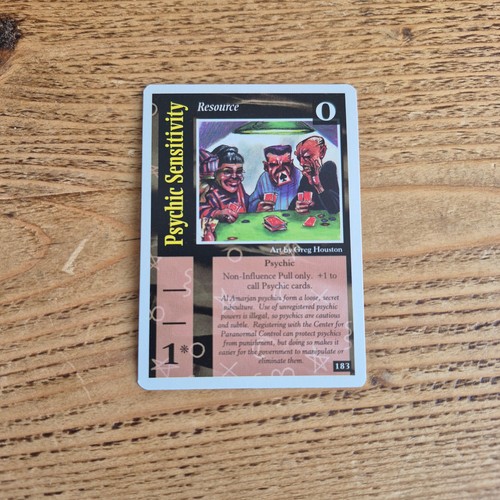 Psychic Sensitivity
Resource
0
Art by Greg Houston
Psychic
Non-Influence Pull only. +1 to
call Psychic cards.
Al Amarjan psychics form a loose, secret
subculture. Use of unregistered psychic
powers is illegal, so psychics are cautious
and subtle. Registering with the Center for
Paranormal Control can protect psychics
from punishment, but doing so makes it
easier for the government to manipulate or
eliminate them.
1*
183